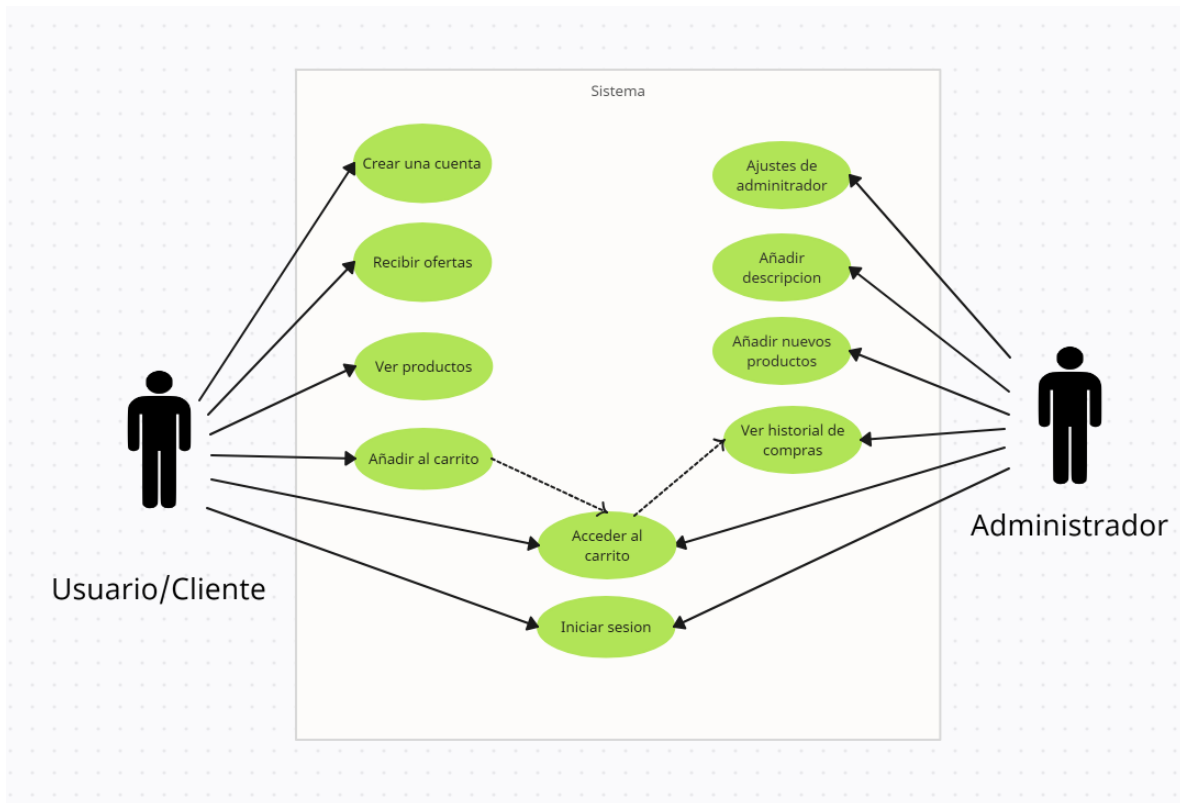 Sistema
Crear una cuenta
Ajustes de
adminitrador
Recibir ofertas
Añadir
descripcion
Ver productos
Añadir nuevos
productos
Añadir al carrito
Ver historial de
compras
Acceder al
carrito
Iniciar sesion
Usuario/Cliente
Administrador